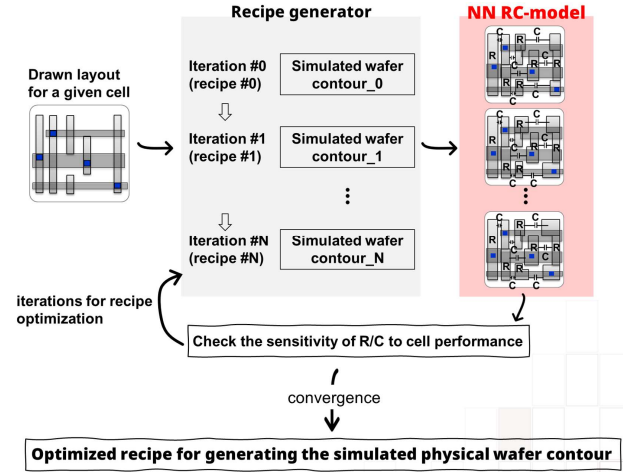 Recipe generator
NN RC-model
Drawn layout
for a given cell
Iteration #0
(recipe #0)
Simulated wafer
contour_0
Iteration #1
(recipe #1)
Simulated wafer
contour_1
Iteration #N
(recipe #N)
Simulated wafer
contour_N
C C
R
R
C
R
R
C
C C
C C
R
R
C
R
R
C
C C
C C
R
R
C
R
R
C
C C
iterations for recipe
optimization
Check the sensitivity of R/C to cell performance
convergence
Optimized recipe for generating the simulated physical wafer contour